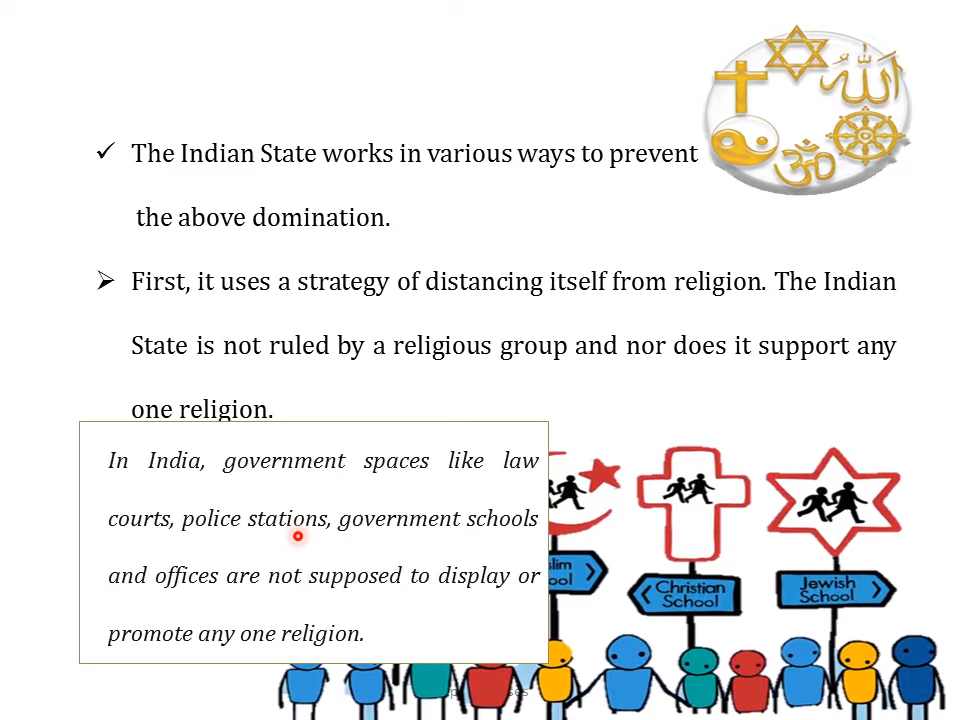 الله
✓ The Indian State works in various ways to prevent
the above domination.
➢ First, it uses a strategy of distancing itself from religion. The Indian
State is not ruled by a religious group and nor does it support any
one religion.
In India, government spaces like law
courts, police stations, government schools
and offices are not supposed to display or
promote any one religion.
Christian
School
Jewish
School